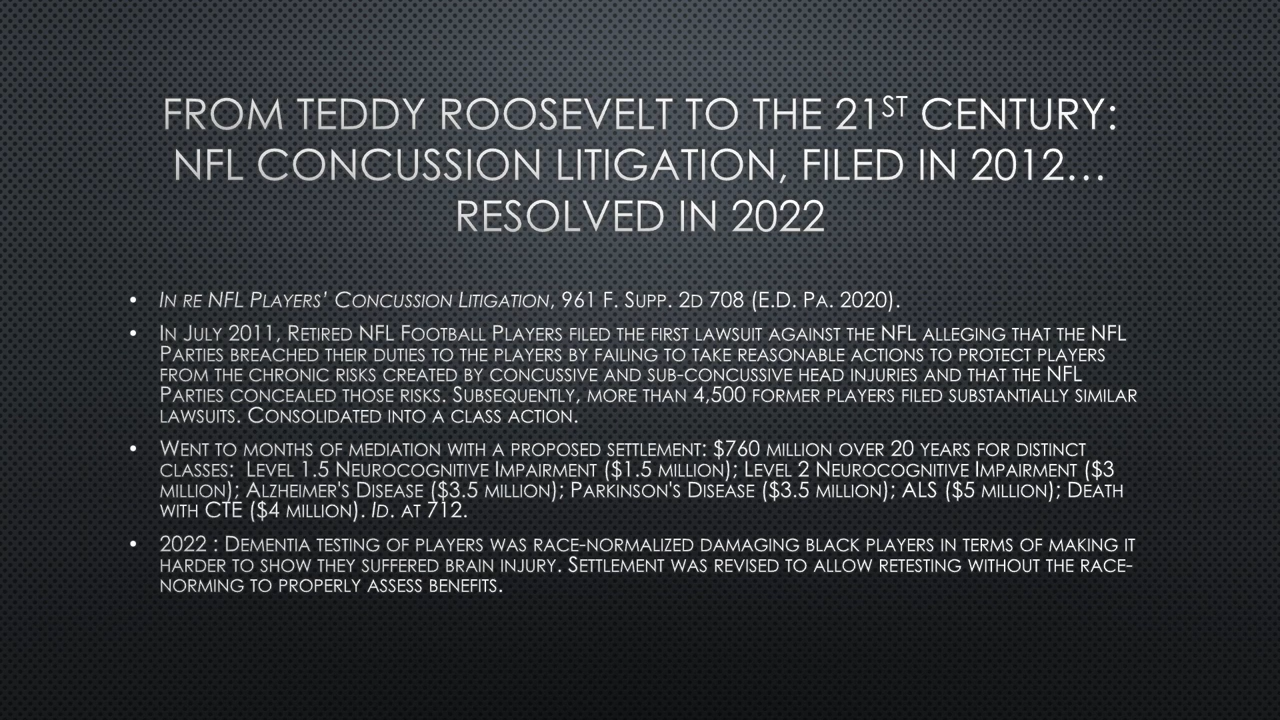 FROM TEDDY ROOSEVELT TO THE 21ST CENTURY:
NFL CONCUSSION LITIGATION, FILED IN 2012…
RESOLVED IN 2022
• In re NFL Players’ Concussion Litigation, 961 F. Supp. 2d 708 (E.D. Pa. 2020).
• In July 2011, Retired NFL Football Players filed the first lawsuit against the NFL alleging that the NFL
Parties breached their duties to the players by failing to take reasonable actions to protect players
from the chronic risks created by concussive and sub-concussive head injuries and that the NFL
Parties concealed those risks. Subsequently, more than 4,500 former players filed substantially similar
lawsuits. Consolidated into a class action.
• Went to months of mediation with a proposed settlement: $760 million over 20 years for distinct
classes: Level 1.5 Neurocognitive Impairment ($1.5 million); Level 2 Neurocognitive Impairment ($3
million); Alzheimer's Disease ($3.5 million); Parkinson's Disease ($3.5 million); ALS ($5 million); Death
with CTE ($4 million). Id. at 712.
• 2022 : Dementia testing of players was race-normalized damaging black players in terms of making it
harder to show they suffered brain injury. Settlement was revised to allow retesting without the race-
norming to properly assess benefits.